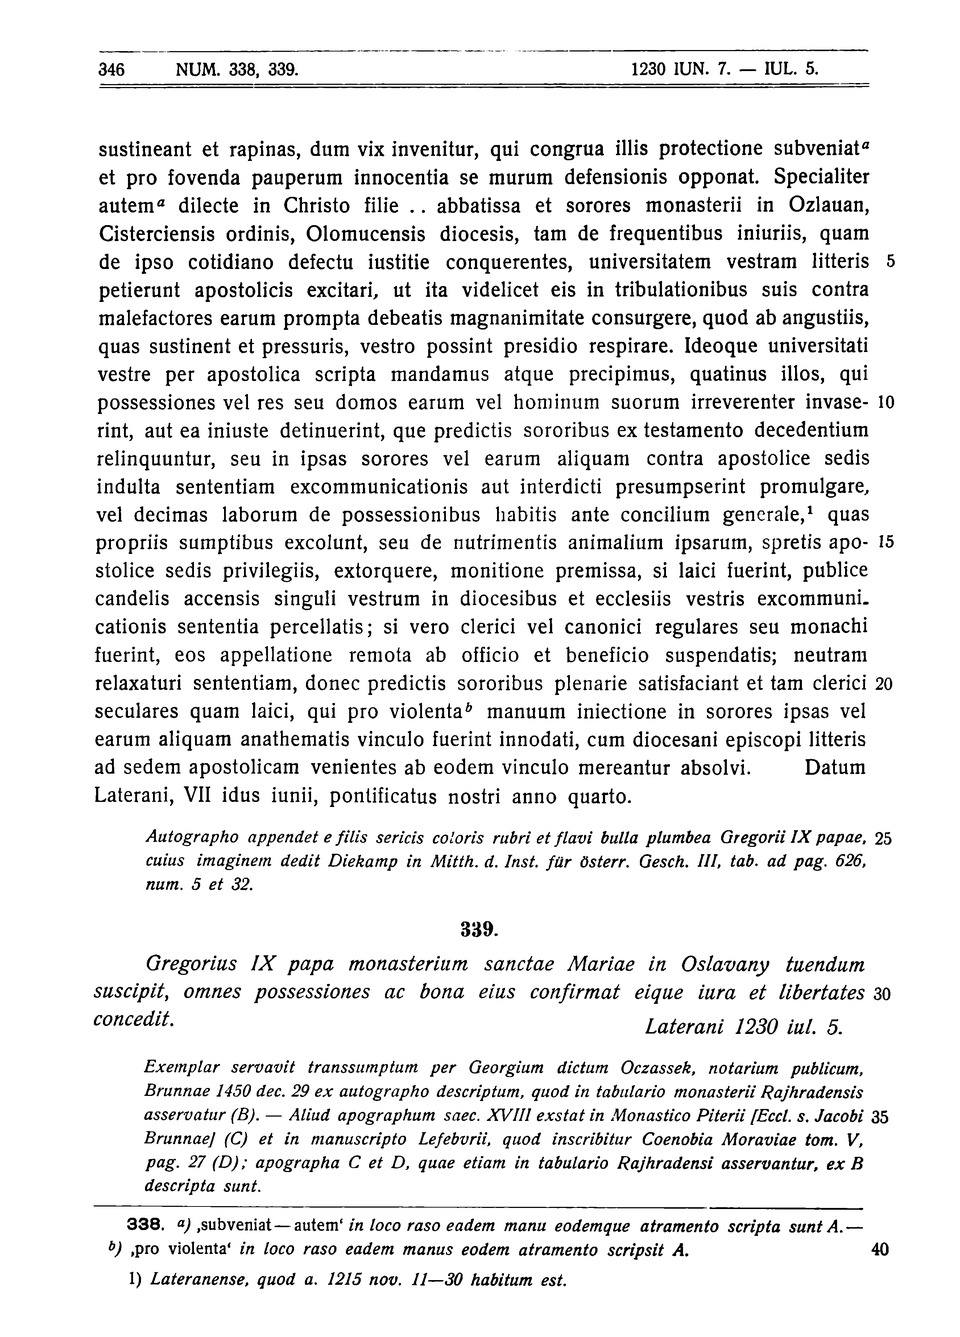 346 NUM. 338, 339. 1230 IUN. 7. — IUL. 5.
sustineant et rapinas, dum vix invenitur, qui congrua illis protectione subveniatᵃ
et pro fovenda pauperum innocentia se murum defensionis opponat. Specialiter
autemᵃ dilecte in Christo filie .. abbatissa et sorores monasterii in Ozlauan,
Cisterciensis ordinis, Olomucensis diocesis, tam de frequentibus iniuriis, quam
de ipso cotidiano defectu iustitie conquerentes, universitatem vestram litteris 5
petierunt apostolicis excitari, ut ita videlicet eis in tribulationibus suis contra
malefactores earum prompta debeatis magnanimitate consurgere, quod ab angustiis,
quas sustinent et pressuris, vestro possint presidio respirare. Ideoque universitati
vestre per apostolica scripta mandamus atque precipimus, quatinus illos, qui
possessiones vel res seu domos earum vel hominum suorum irreverenter invase- 10
rint, aut ea iniuste detinuerint, que predictis sororibus ex testamento decedentium
relinquuntur, seu in ipsas sorores vel earum aliquam contra apostolice sedis
indulta sententiam excommunicationis aut interdicti presumpserint promulgare,
vel decimas laborum de possessionibus habitis ante concilium generale,¹ quas
propriis sumptibus excolunt, seu de nutrimentis animalium ipsarum, spretis apo- 15
stolice sedis privilegiis, extorquere, monitione premissa, si laici fuerint, publice
candelis accensis singuli vestrum in diocesibus et ecclesiis vestris excommuni-
cationis sententia percellatis; si vero clerici vel canonici regulares seu monachi
fuerint, eos appellatione remota ab officio et beneficio suspendatis; neutram
relaxaturi sententiam, donec predictis sororibus plenarie satisfaciant et tam clerici 20
seculares quam laici, qui pro violentaᵇ manuum iniectione in sorores ipsas vel
earum aliquam anathematis vinculo fuerint innodati, cum diocesani episcopi litteris
ad sedem apostolicam venientes ab eodem vinculo mereantur absolvi. Datum
Laterani, VII idus iunii, pontificatus nostri anno quarto.
Autographo appendet e filis sericis coloris rubri et flavi bulla plumbea Gregorii IX papae, 25
cuius imaginem dedit Diekamp in Mitth. d. Inst. für österr. Gesch. III, tab. ad pag. 626,
num. 5 et 32.
339.
Gregorius IX papa monasterium sanctae Mariae in Oslavany tuendum
suscipit, omnes possessiones ac bona eius confirmat eique iura et libertates 30
concedit. Laterani 1230 iul. 5.
Exemplar servavit transsumptum per Georgium dictum Oczassek, notarium publicum,
Brunnae 1450 dec. 29 ex autographo descriptum, quod in tabulario monasterii Rajhradensis
asservatur (B). — Aliud apographum saec. XVIII exstat in Monastico Piterii [Eccl. s. Jacobi 35
Brunnae] (C) et in manuscripto Lefebvrii, quod inscribitur Coenobia Moraviae tom. V,
pag. 27 (D); apographa C et D, quae etiam in tabulario Rajhradensi asservantur, ex B
descripta sunt.
338. a) ‚subveniat—autem‘ in loco raso eadem manu eodemque atramento scripta sunt A.—
b) ‚pro violenta‘ in loco raso eadem manus eodem atramento scripsit A. 40
1) Lateranense, quod a. 1215 nov. 11—30 habitum est.